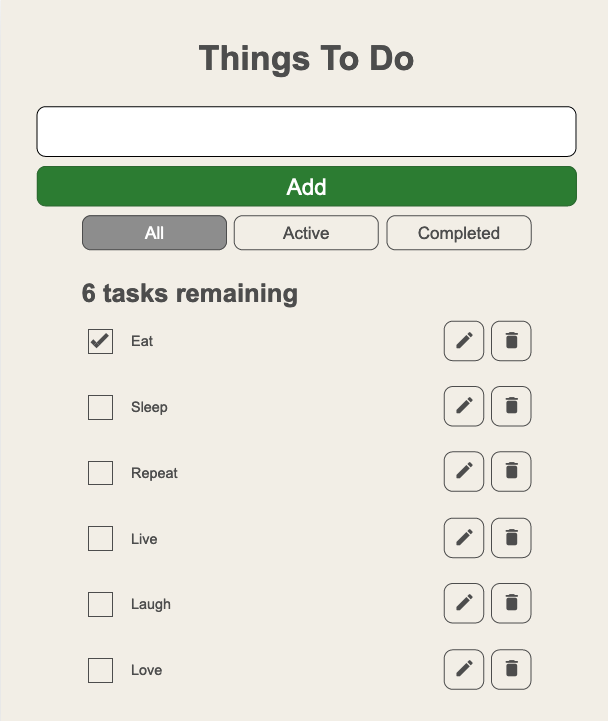 Things To Do
Add
All Active Completed
6 tasks remaining
Eat
Sleep
Repeat
Live
Laugh
Love